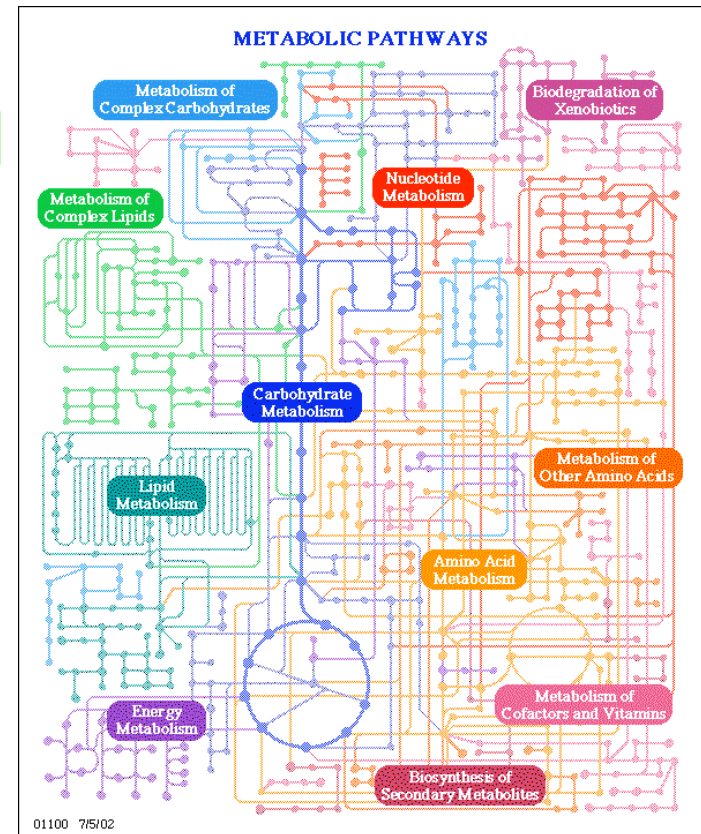 METABOLIC PATHWAYS
Metabolism of
Complex Carbohydrates
Biodegradation of
Xenobiotics
Nucleotide
Metabolism
Metabolism of
Complex Lipids
Carbohydrate
Metabolism
Metabolism of
Other Amino Acids
Lipid
Metabolism
Amino Acid
Metabolism
Metabolism of
Cofactors and Vitamins
Energy
Metabolism
Biosynthesis of
Secondary Metabolites
01100 7/5/02